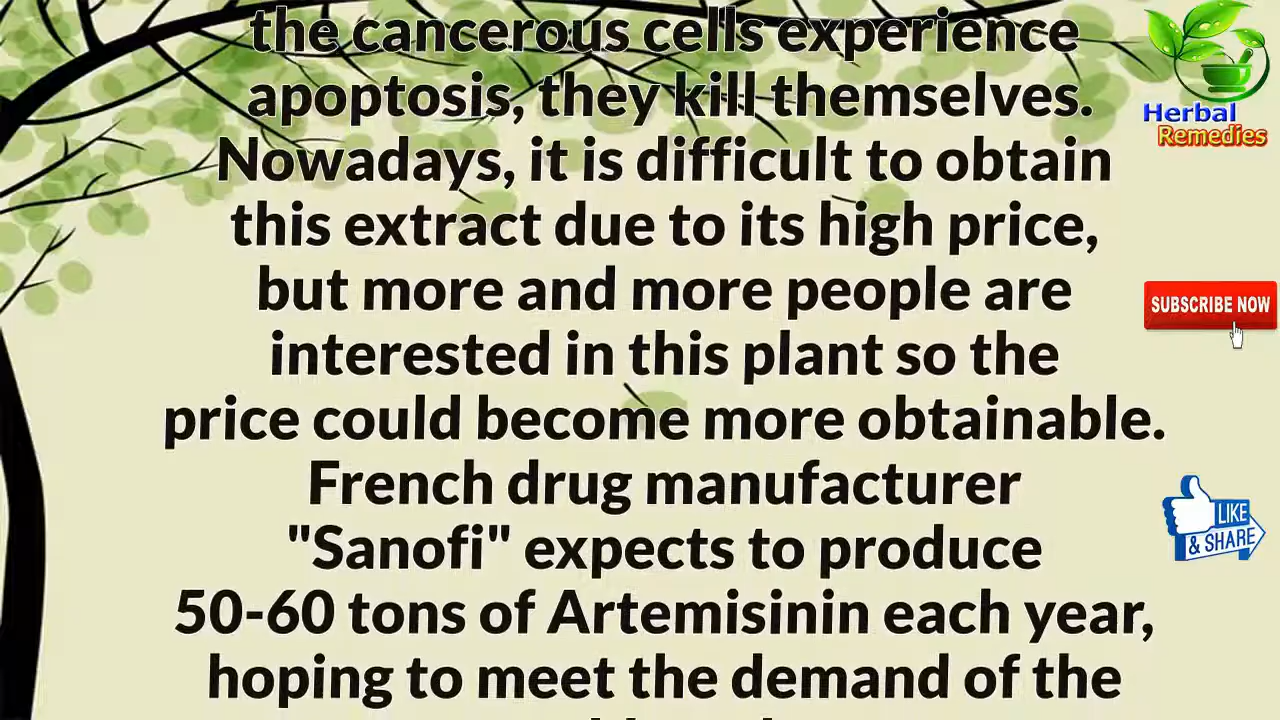 the cancerous cells experience
apoptosis, they kill themselves.
Nowadays, it is difficult to obtain
this extract due to its high price,
but more and more people are
interested in this plant so the
price could become more obtainable.
French drug manufacturer
"Sanofi" expects to produce
50-60 tons of Artemisinin each year,
hoping to meet the demand of the
Herbal
Remedies
SUBSCRIBE NOW
LIKE
& SHARE